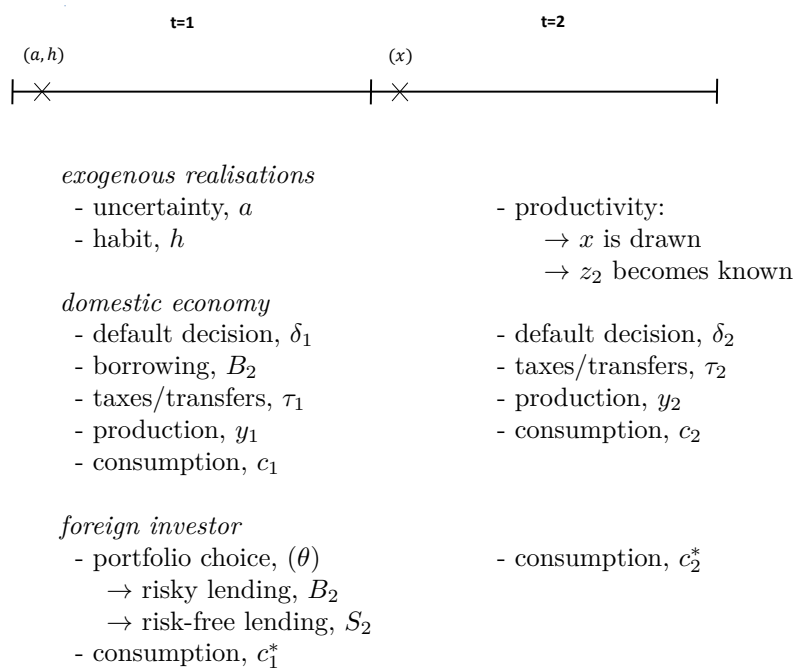 t=1 t=2
(a, h) (x)
exogenous realisations
- uncertainty, a - productivity:
- habit, h → x is drawn
→ z₂ becomes known
domestic economy
- default decision, δ₁ - default decision, δ₂
- borrowing, B₂ - taxes/transfers, τ₂
- taxes/transfers, τ₁ - production, y₂
- production, y₁ - consumption, c₂
- consumption, c₁
foreign investor
- portfolio choice, (θ) - consumption, c₂*
→ risky lending, B₂
→ risk-free lending, S₂
- consumption, c₁*